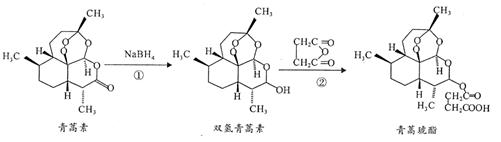 CH₃
H₃C
H
O
O
O
H
O
H
O
CH₃
青蒿素
NaBH₄
①
CH₃
H₃C
H
O
O
O
H
O
H
OH
CH₃
双氢青蒿素
CH₂C=O
O
CH₂C=O
②
CH₃
H₃C
H
O
O
O
H
O
H
H₃C
OC=O
CH₂CH₂COOH
青蒿琥酯